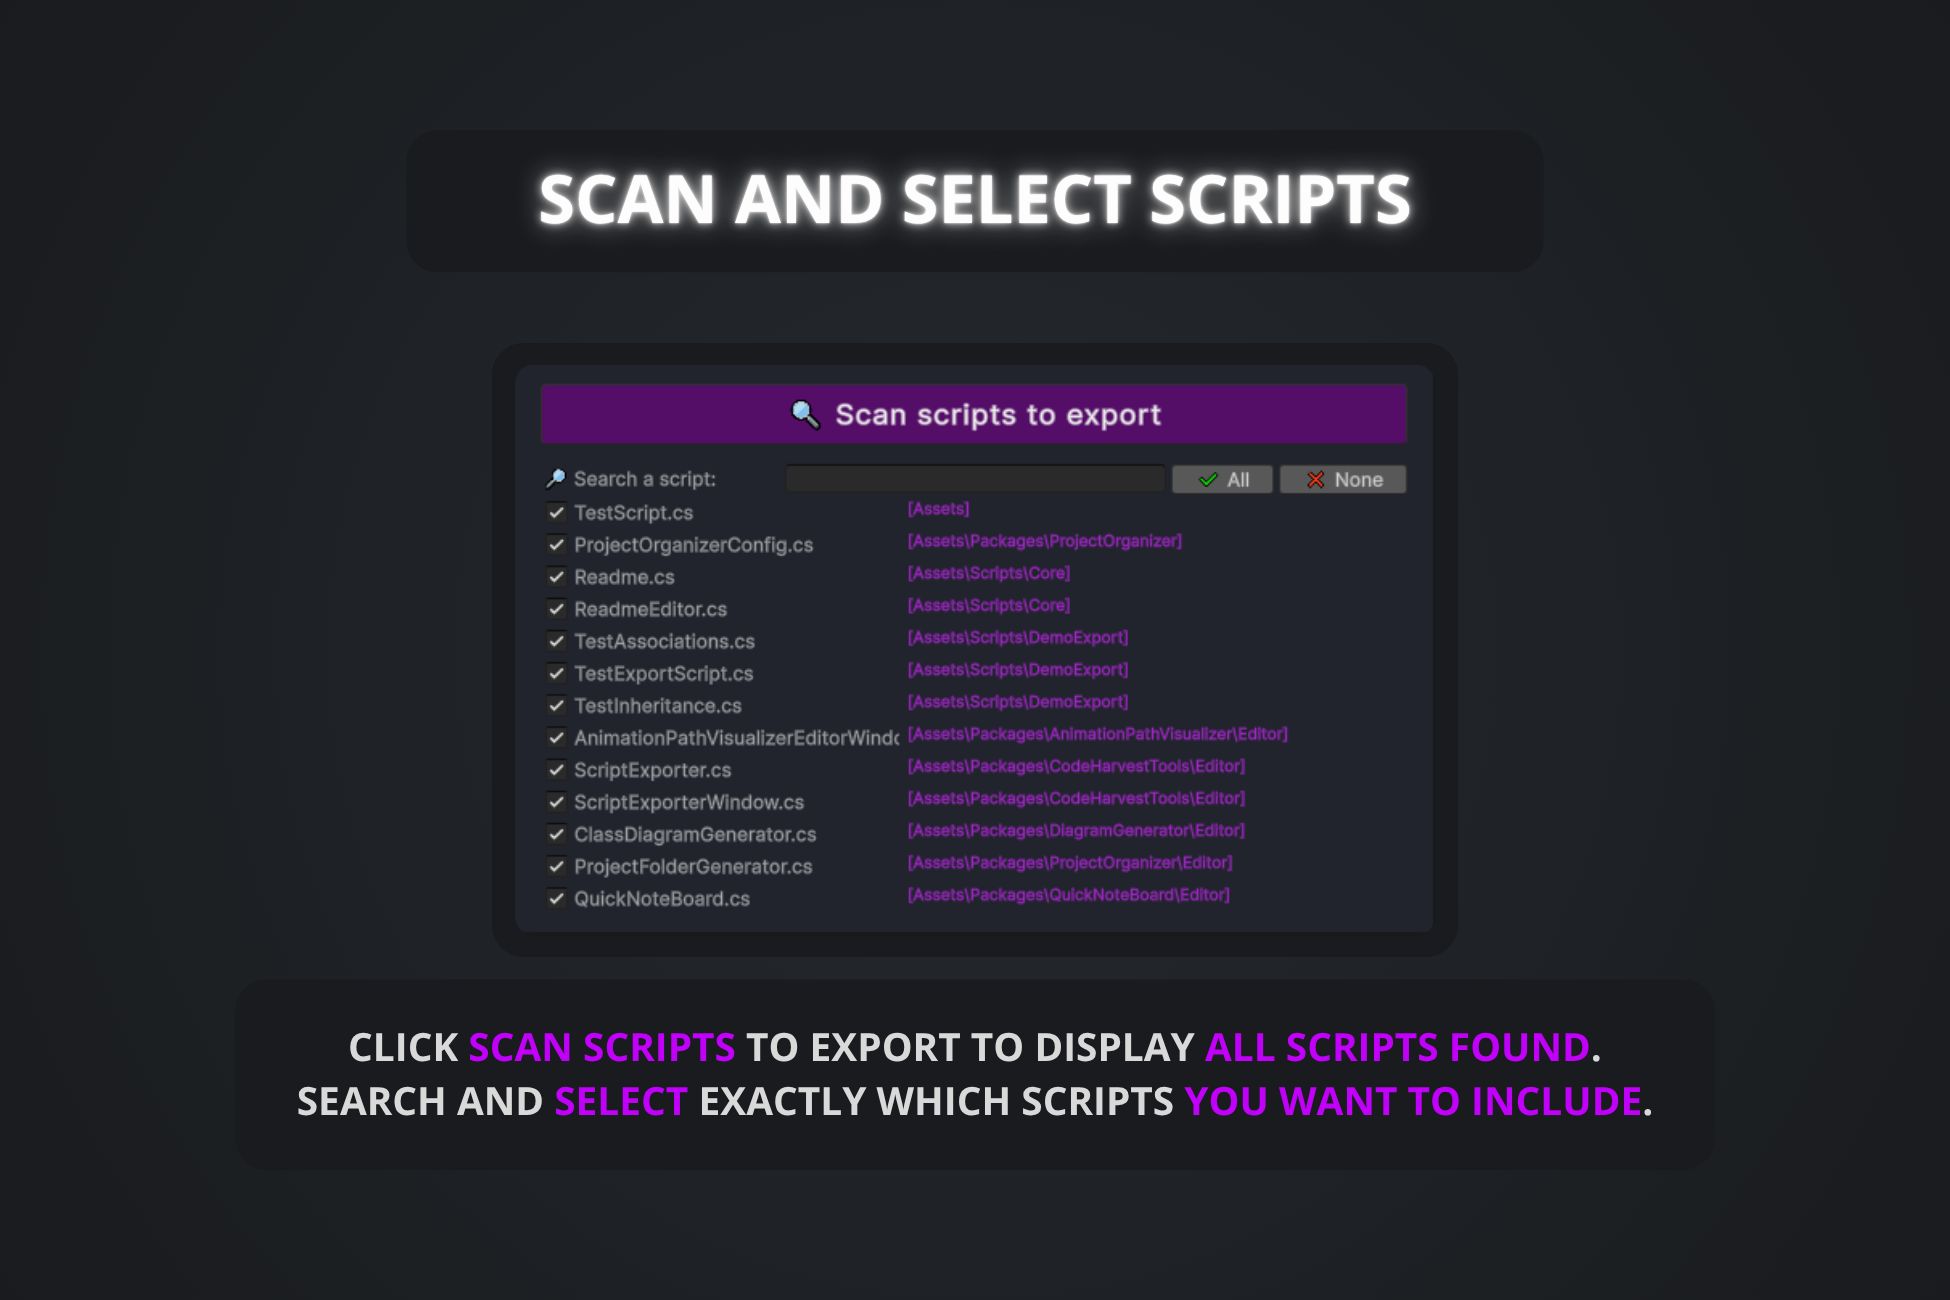 SCAN AND SELECT SCRIPTS
Scan scripts to export
Search a script:
All
None
TestScript.cs [Assets]
ProjectOrganizerConfig.cs [Assets\Packages\ProjectOrganizer]
Readme.cs [Assets\Scripts\Core]
ReadmeEditor.cs [Assets\Scripts\Core]
TestAssociations.cs [Assets\Scripts\DemoExport]
TestExportScript.cs [Assets\Scripts\DemoExport]
TestInheritance.cs [Assets\Scripts\DemoExport]
AnimationPathVisualizerEditorWindo [Assets\Packages\AnimationPathVisualizer\Editor]
ScriptExporter.cs [Assets\Packages\CodeHarvestTools\Editor]
ScriptExporterWindow.cs [Assets\Packages\CodeHarvestTools\Editor]
ClassDiagramGenerator.cs [Assets\Packages\DiagramGenerator\Editor]
ProjectFolderGenerator.cs [Assets\Packages\ProjectOrganizer\Editor]
QuickNoteBoard.cs [Assets\Packages\QuickNoteBoard\Editor]
CLICK SCAN SCRIPTS TO EXPORT TO DISPLAY ALL SCRIPTS FOUND.
SEARCH AND SELECT EXACTLY WHICH SCRIPTS YOU WANT TO INCLUDE.